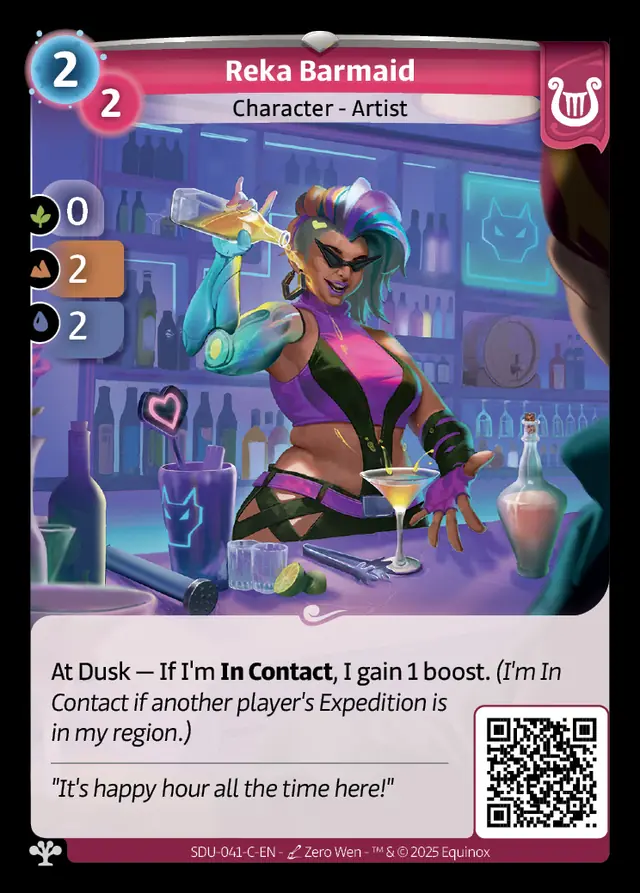 2
Reka Barmaid
2
Character - Artist
0
2
2
At Dusk — If I'm In Contact, I gain 1 boost. (I'm In
Contact if another player's Expedition is
in my region.)
"It's happy hour all the time here!"
SDU-041-C-EN - Zero Wen - ™ & © 2025 Equinox